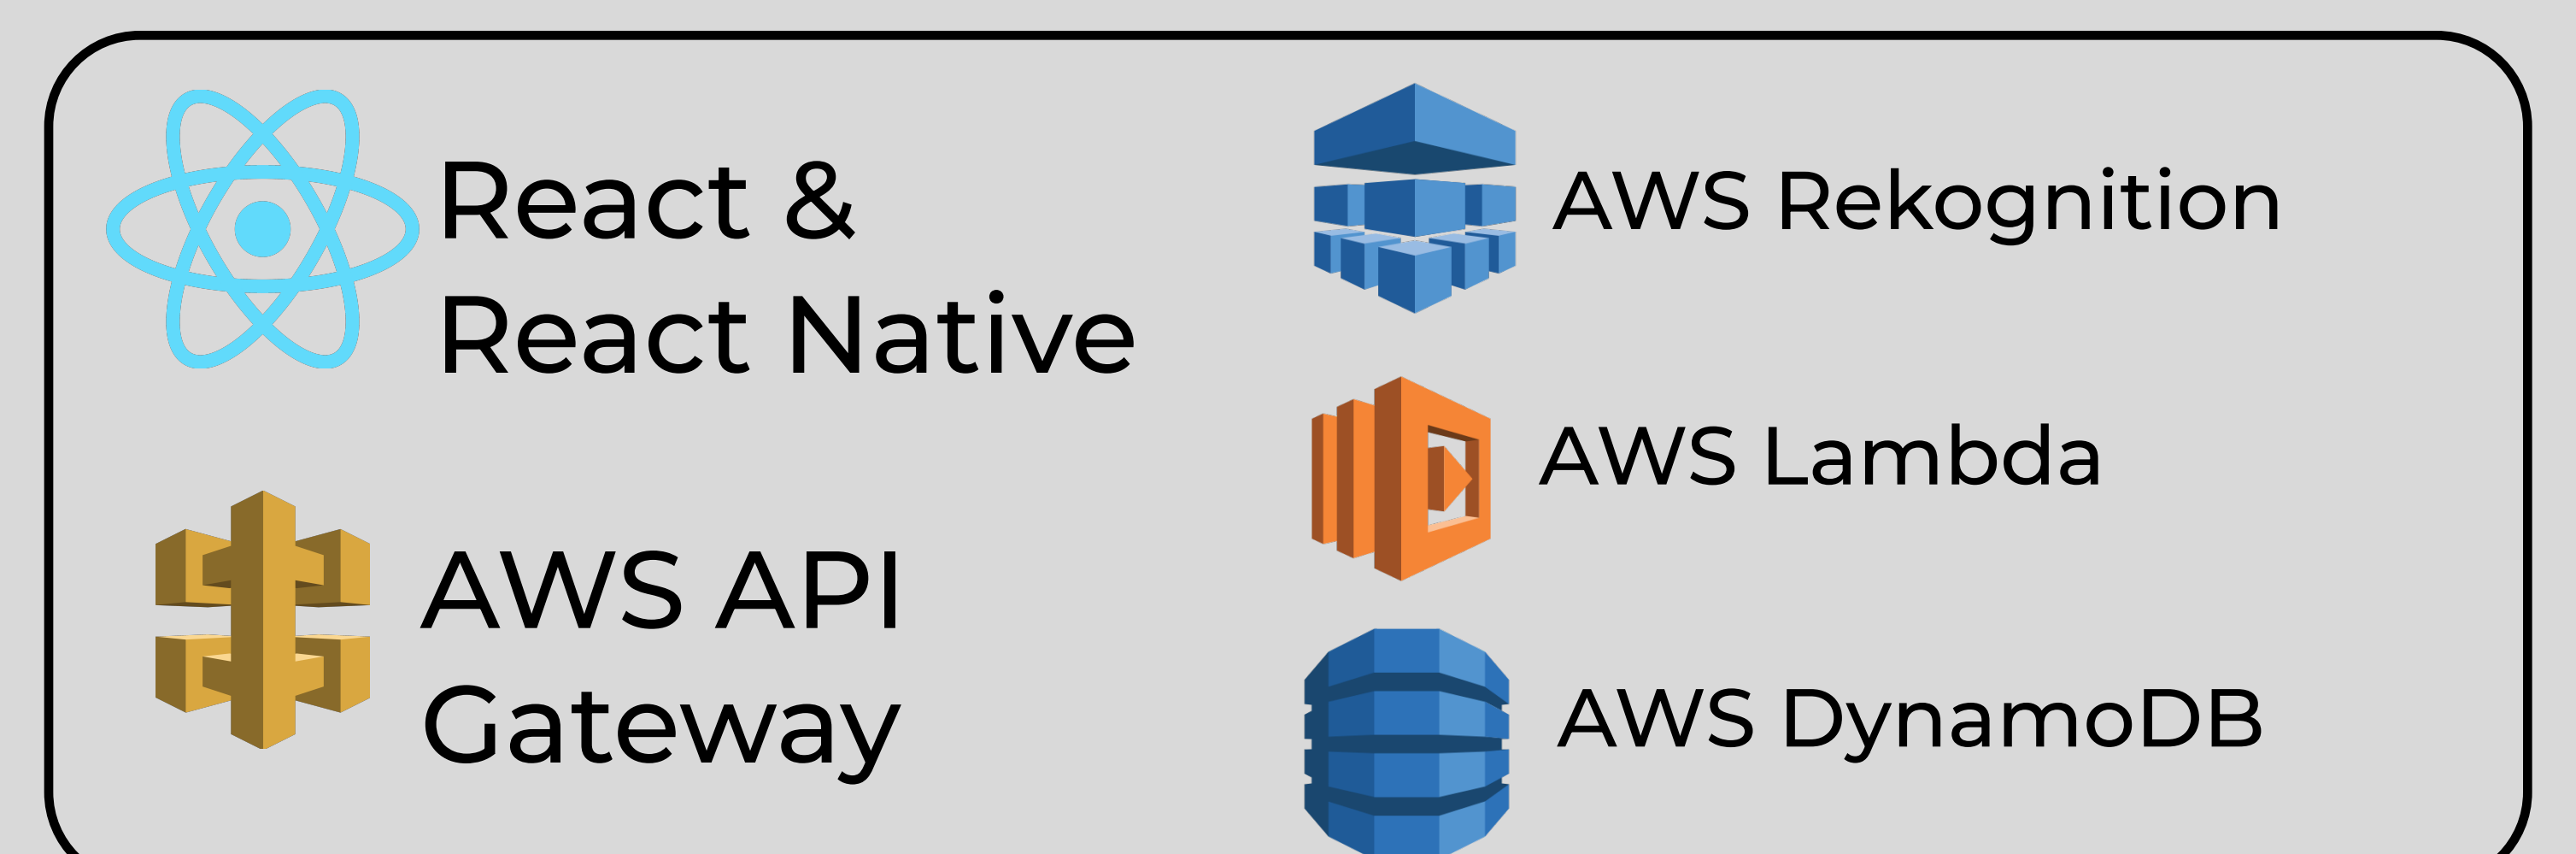 React &
React Native
AWS API
Gateway
AWS Rekognition
AWS Lambda
AWS DynamoDB